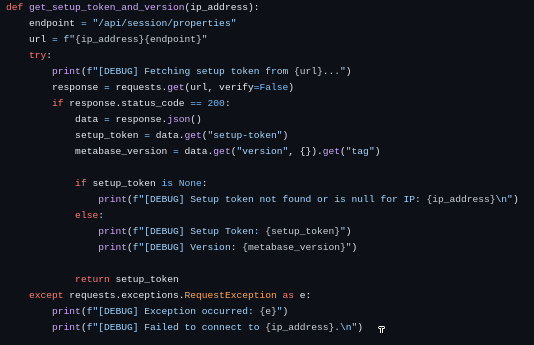 def get_setup_token_and_version(ip_address):
    endpoint = "/api/session/properties"
    url = f"{ip_address}{endpoint}"
    try:
        print(f"[DEBUG] Fetching setup token from {url}...")
        response = requests.get(url, verify=False)
        if response.status_code == 200:
            data = response.json()
            setup_token = data.get("setup-token")
            metabase_version = data.get("version", {}).get("tag")

            if setup_token is None:
                print(f"[DEBUG] Setup token not found or is null for IP: {ip_address}\n")
            else:
                print(f"[DEBUG] Setup Token: {setup_token}")
                print(f"[DEBUG] Version: {metabase_version}")

            return setup_token
    except requests.exceptions.RequestException as e:
        print(f"[DEBUG] Exception occurred: {e}")
        print(f"[DEBUG] Failed to connect to {ip_address}.\n")